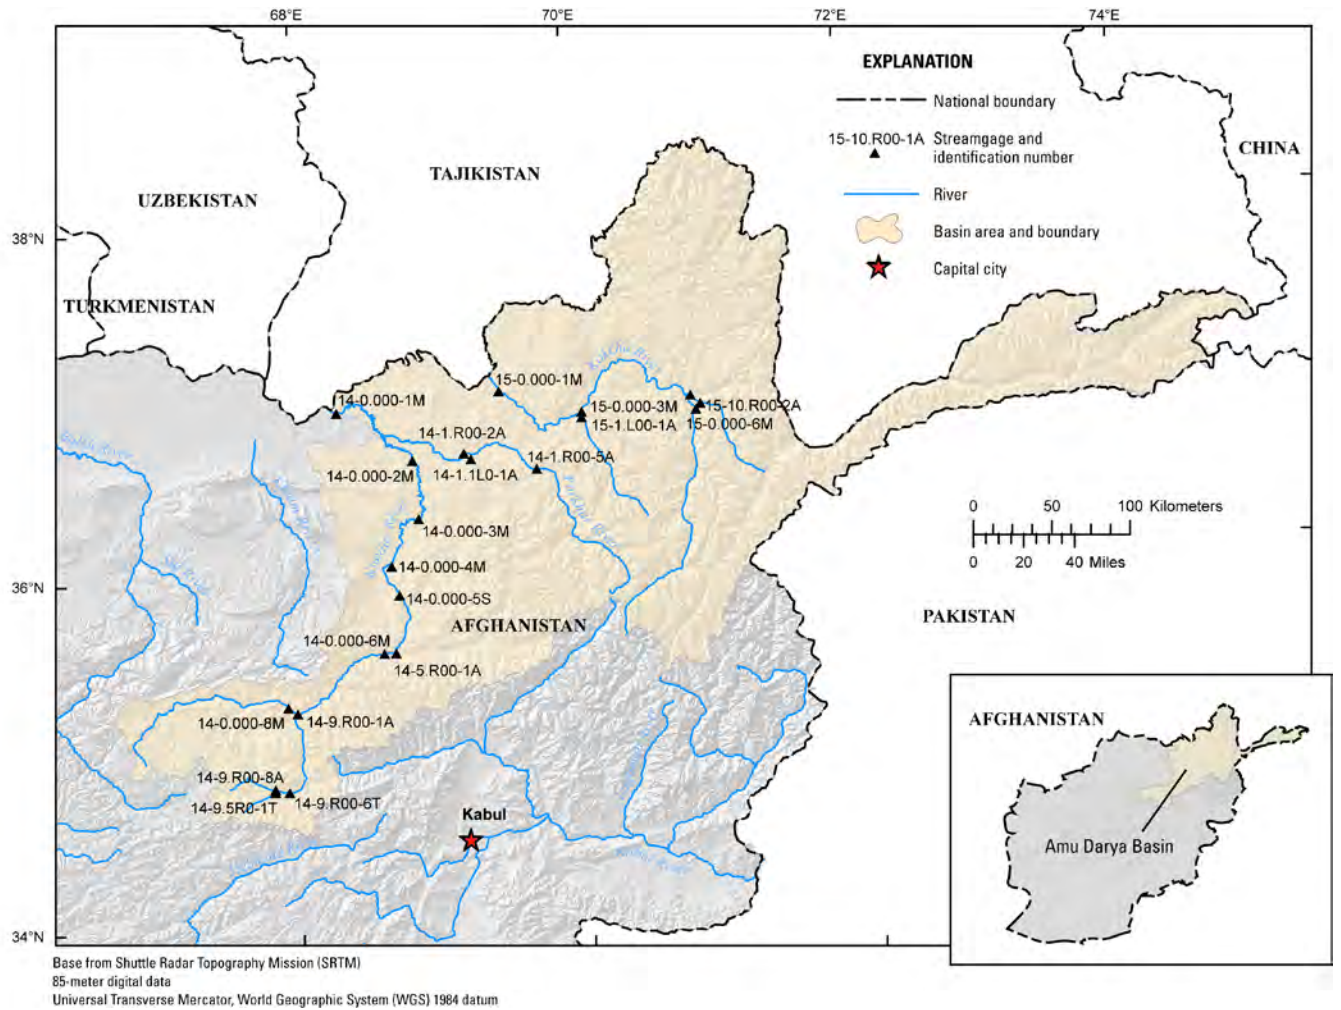 68°E 70°E 72°E 74°E
EXPLANATION
National boundary
15-10.R00-1A Streamgage and
identification number
River
Basin area and boundary
Capital city
CHINA
TAJIKISTAN
UZBEKISTAN
38°N
TURKMENISTAN
Kokcha River
15-0.000-1M
14-0.000-1M
15-0.000-3M
15-10.R00-2A
15-1.L00-1A
15-0.000-6M
14-1.R00-2A
14-1.R00-5A
14-0.000-2M
14-1.1L0-1A
Balkh River
14-0.000-3M
0 50 100 Kilometers
0 20 40 Miles
14-0.000-4M
36°N
14-0.000-5S
AFGHANISTAN
PAKISTAN
14-0.000-6M
14-5.R00-1A
14-0.000-8M
14-9.R00-1A
14-9.R00-8A
14-9.5R0-1T
14-9.R00-6T
Kabul
Kabul River
34°N
AFGHANISTAN
Amu Darya Basin
Base from Shuttle Radar Topography Mission (SRTM)
85-meter digital data
Universal Transverse Mercator, World Geographic System (WGS) 1984 datum